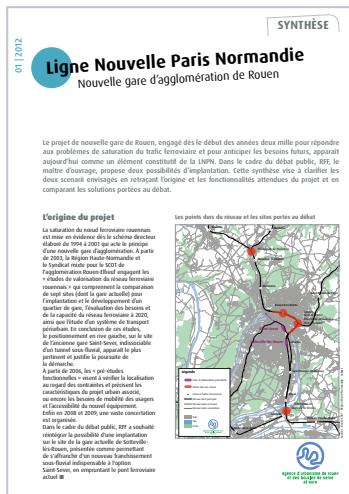 SYNTHÈSE
01 | 2012
Ligne Nouvelle Paris Normandie
Nouvelle gare d'agglomération de Rouen
Le projet de nouvelle gare de Rouen, engagé dès le début des années deux mille pour répondre
aux problèmes de saturation du trafic ferroviaire et pour anticiper les besoins futurs, apparaît
aujourd'hui comme un élément constitutif de la LNPN. Dans le cadre du débat public, RFF, le
maître d'ouvrage, propose deux possibilités d'implantation. Cette synthèse vise à clarifier les
deux scenarii envisagés en retraçant l'origine et les fonctionnalités attendues du projet et en
comparant les solutions portées au débat.
L'origine du projet
La saturation du nœud ferroviaire rouennais
est mise en évidence dès le schéma directeur
élaboré de 1994 à 2001 qui acte le principe
d'une nouvelle gare d'agglomération. A partir
de 2003, la Région Haute-Normandie et
le Syndicat mixte pour le SCOT de
l'agglomération Rouen-Elbeuf engagent les
« études de valorisation du réseau ferroviaire
rouennais » qui comprennent la comparaison
de sept sites (dont la gare actuelle) pour
l'implantation et le développement d'un
quartier de gare, l'évaluation des besoins et
de la capacité du réseau ferroviaire à 2020,
ainsi que l'étude d'un système de transport
périurbain. En conclusion de ces études,
le positionnement en rive gauche, sur le site
de l'ancienne gare Saint-Sever, indissociable
d'un tunnel sous-fluvial, apparaît le plus
pertinent et justifie la poursuite de
la démarche.
À partir de 2006, les « pré-études
fonctionnelles » visent à vérifier la localisation
au regard des contraintes et précisent les
caractéristiques du projet urbain associé,
ou encore les besoins de mobilité des usagers
et l'accessibilité du nouvel équipement.
Enfin en 2008 et 2009, une vaste concertation
est organisée.
Dans le cadre du débat public, RFF a souhaité
réintégrer la possibilité d'une implantation
sur le site de la gare actuelle de Sotteville-
lès-Rouen, présentée comme permettant
de s'affranchir d'un nouveau franchissement
sous-fluvial indispensable à l'option
Saint-Sever, en empruntant le pont ferroviaire
actuel
Les points durs du réseau et les sites portés au débat
Légende
agence d'urbanisme de rouen
et des boucles de seine
et eure